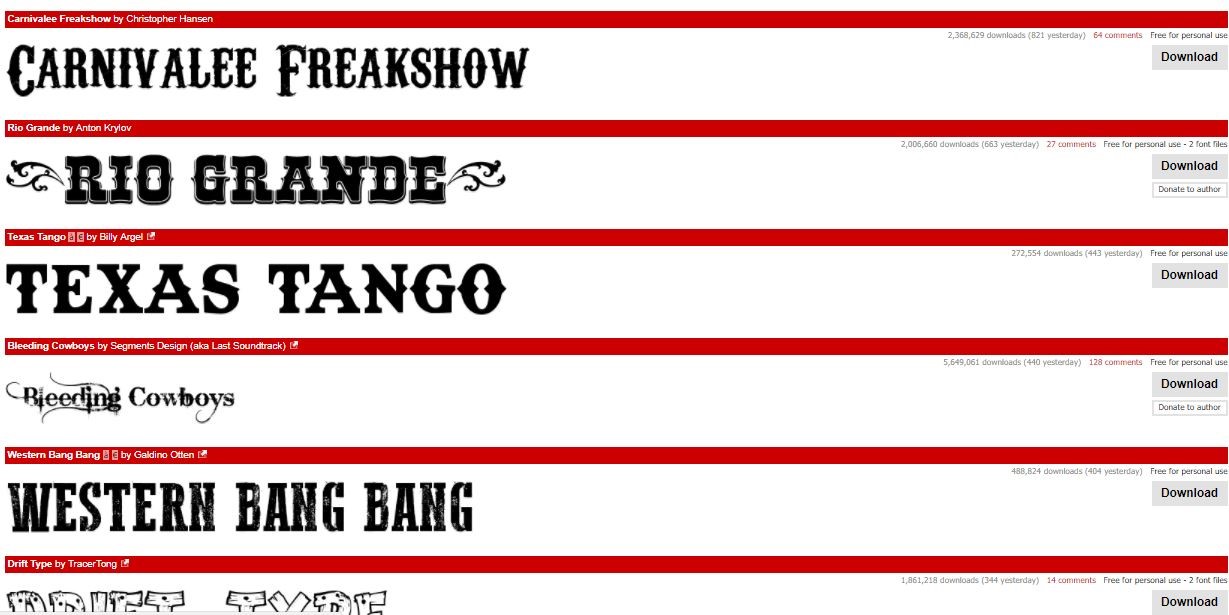 Carnivalee Freakshow by Christopher Hansen
2,368,629 downloads (821 yesterday) 64 comments Free for personal use
Carnivalee Freakshow
Download
Rio Grande by Anton Krylov
2,006,660 downloads (663 yesterday) 27 comments Free for personal use - 2 font files
RIO GRANDE
Download
Donate to author
Texas Tango by Billy Argel
272,554 downloads (443 yesterday) Free for personal use
TEXAS TANGO
Download
Bleeding Cowboys by Segments Design (aka Last Soundtrack)
5,649,061 downloads (440 yesterday) 128 comments Free for personal use
Bleeding Cowboys
Download
Donate to author
Western Bang Bang by Galdino Otten
488,824 downloads (404 yesterday) Free for personal use
WESTERN BANG BANG
Download
Drift Type by TracerTong
1,861,218 downloads (344 yesterday) 14 comments Free for personal use - 2 font files
DRIFT TYPE
Download